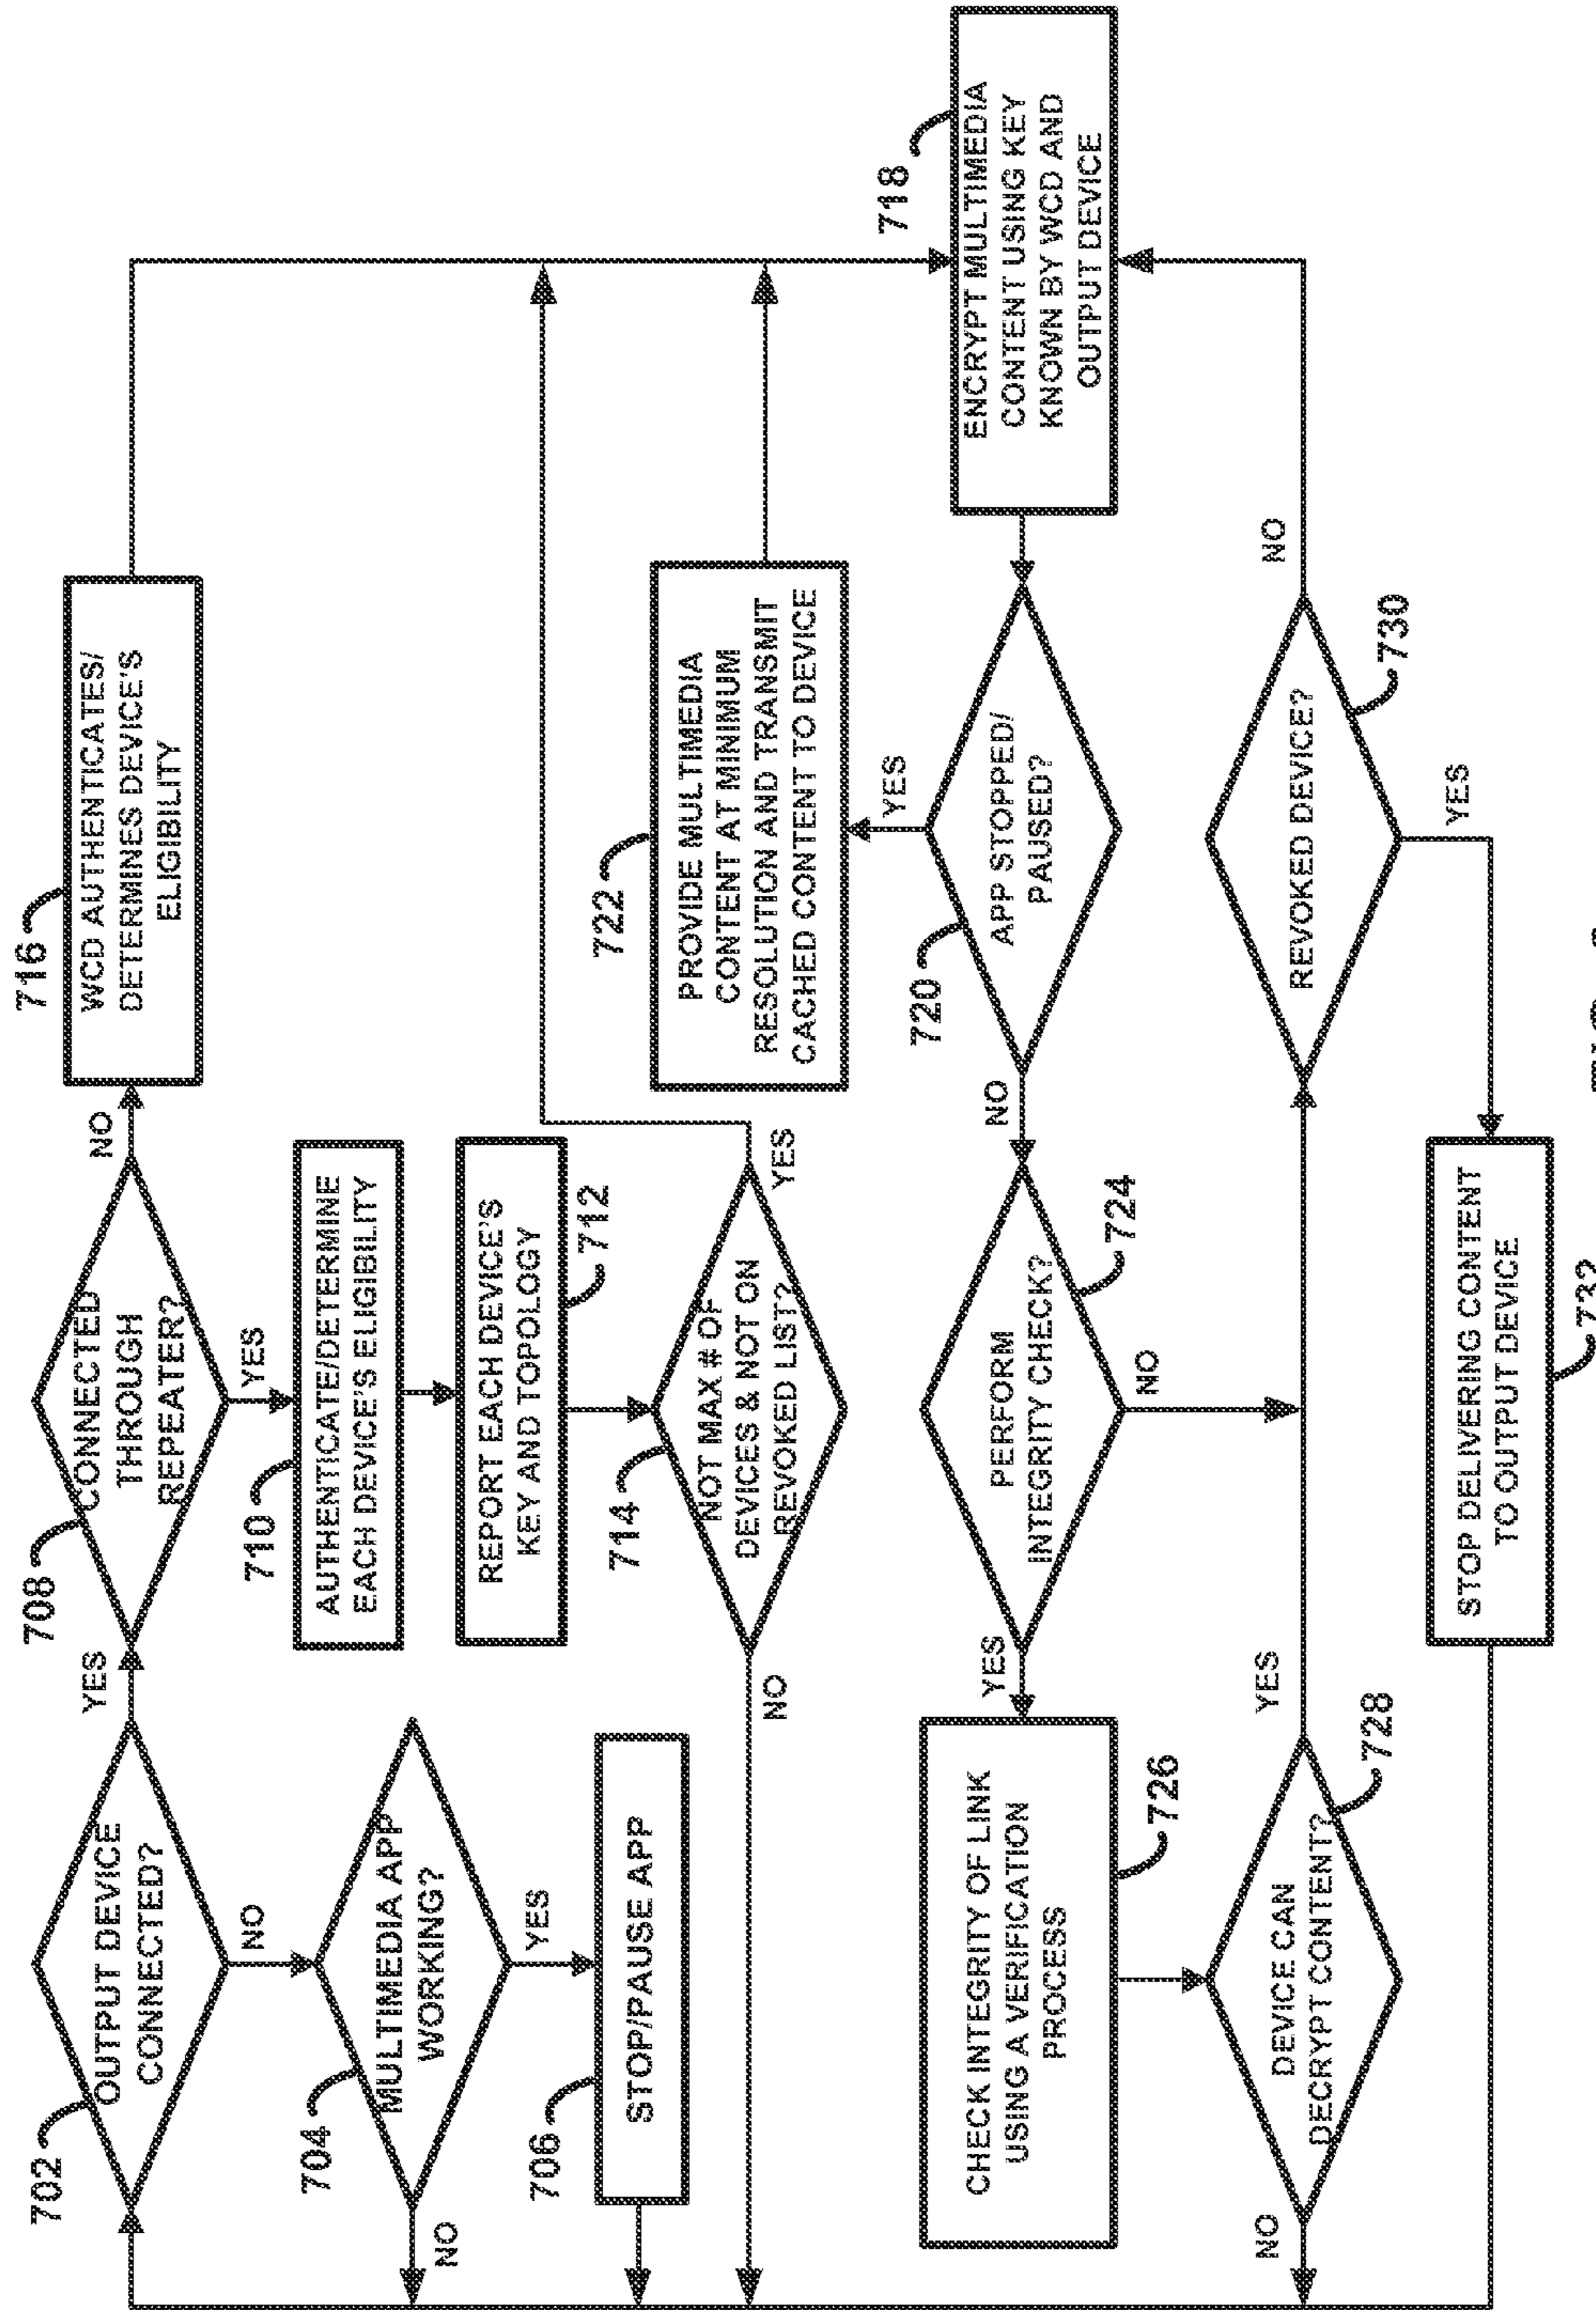 702
OUTPUT DEVICE
CONNECTED?
YES
NO
704
MULTIMEDIA APP
WORKING?
NO
YES
706
STOP/PAUSE APP
708
CONNECTED
THROUGH
REPEATER?
NO
YES
710
AUTHENTICATE/DETERMINE
EACH DEVICE'S ELIGIBILITY
REPORT EACH DEVICE'S
KEY AND TOPOLOGY
712
714
NOT MAX # OF
DEVICES & NOT ON
REVOKED LIST?
YES
NO
716
WCD AUTHENTICATES/
DETERMINES DEVICE'S
ELIGIBILITY
718
ENCRYPT MULTIMEDIA
CONTENT USING KEY
KNOWN BY WCD AND
OUTPUT DEVICE
720
APP STOPPED/
PAUSED?
YES
NO
722
PROVIDE MULTIMEDIA
CONTENT AT MINIMUM
RESOLUTION AND TRANSMIT
CACHED CONTENT TO DEVICE
PERFORM
INTEGRITY CHECK?
724
YES
NO
CHECK INTEGRITY OF LINK
USING A VERIFICATION
PROCESS
726
DEVICE CAN
DECRYPT CONTENT?
728
YES
NO
REVOKED DEVICE?
730
NO
YES
STOP DELIVERING CONTENT
TO OUTPUT DEVICE
732